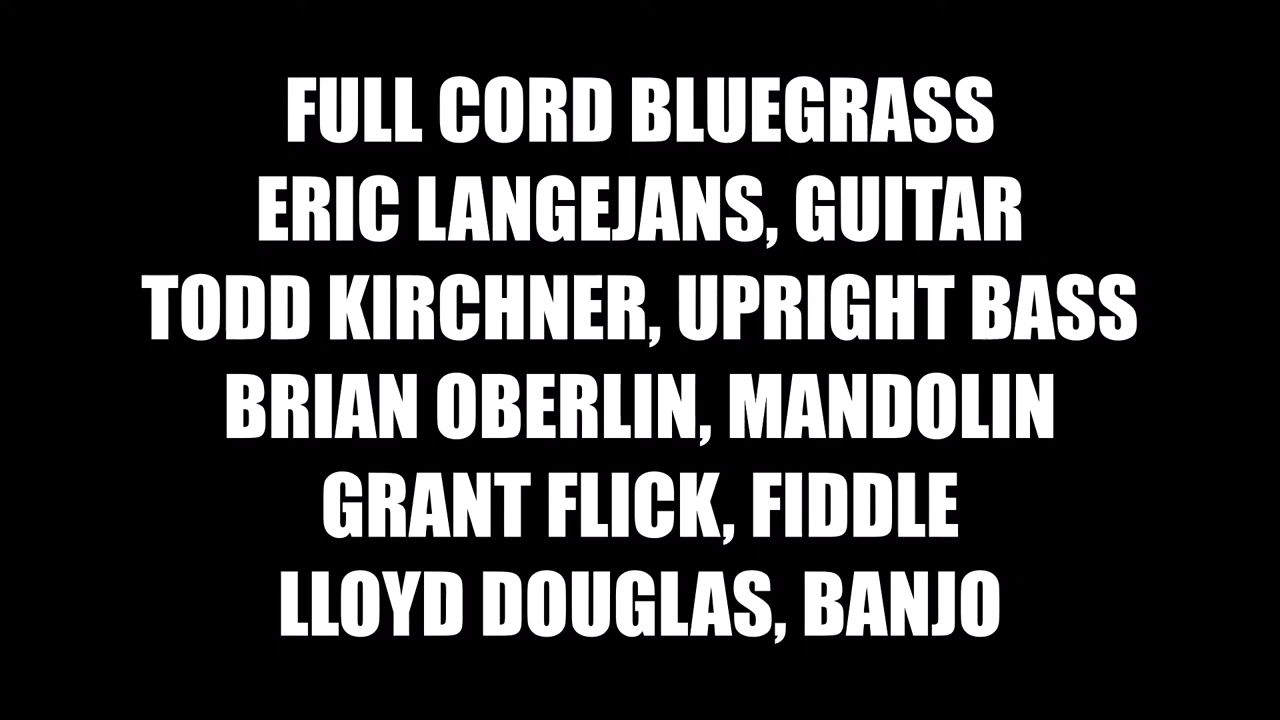 FULL CORD BLUEGRASS
ERIC LANGEJANS, GUITAR
TODD KIRCHNER, UPRIGHT BASS
BRIAN OBERLIN, MANDOLIN
GRANT FLICK, FIDDLE
LLOYD DOUGLAS, BANJO